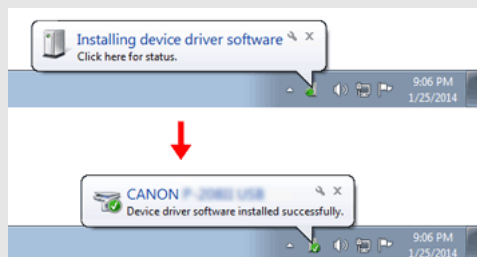 Installing device driver software
Click here for status.
9:06 PM
1/25/2014
CANON
Device driver software installed successfully.
9:06 PM
1/25/2014